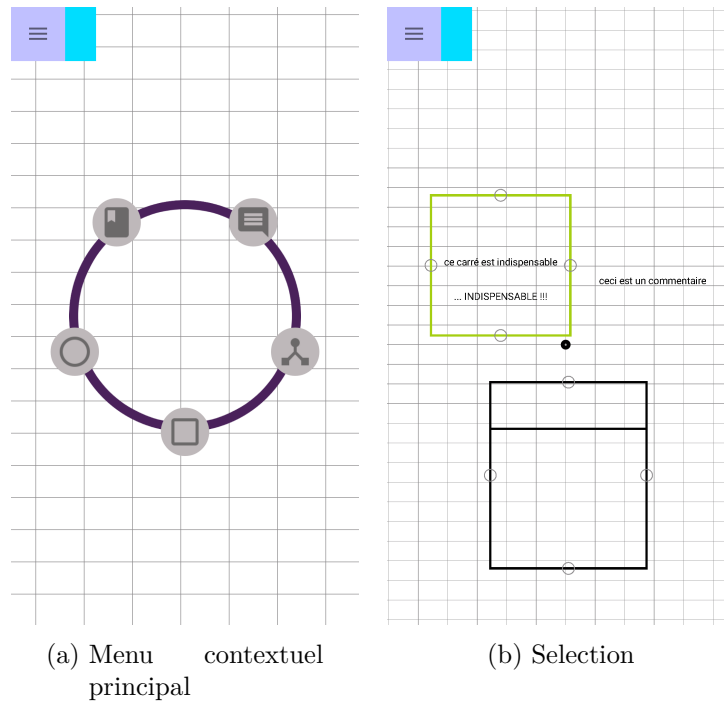 ce carré est indispensable
... INDISPENSABLE !!!
ceci est un commentaire
(a) Menu contextuel
principal
(b) Selection